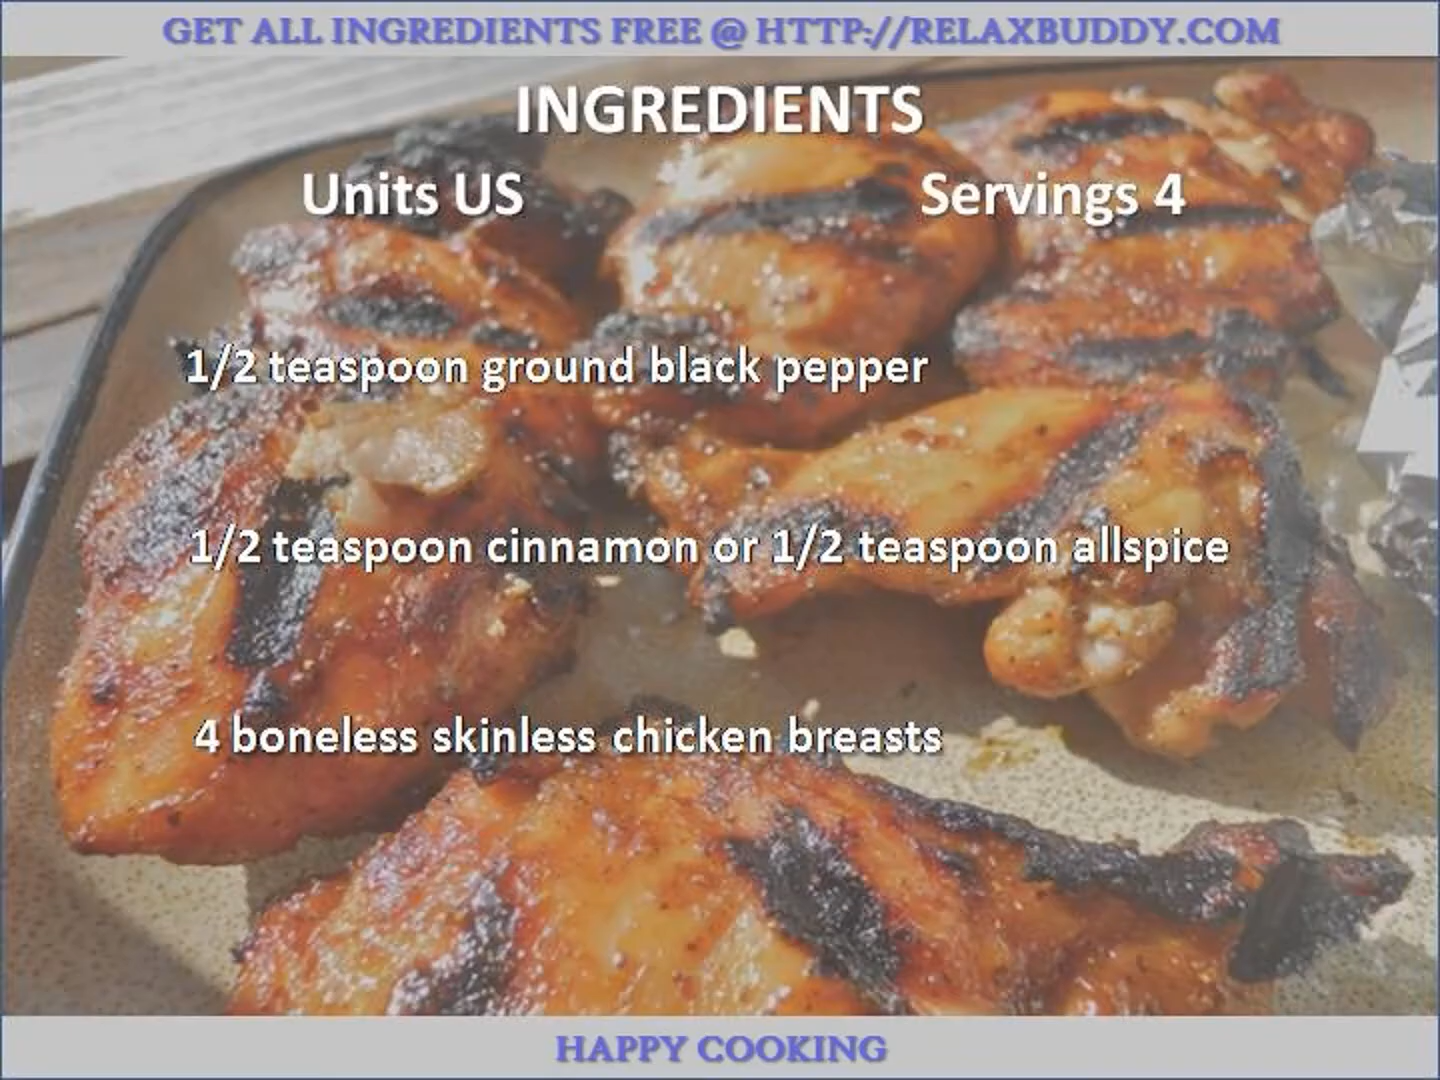 GET ALL INGREDIENTS FREE @ HTTP://RELAXBUDDY.COM
INGREDIENTS
Units US
Servings 4
1/2 teaspoon ground black pepper
1/2 teaspoon cinnamon or 1/2 teaspoon allspice
4 boneless skinless chicken breasts
HAPPY COOKING